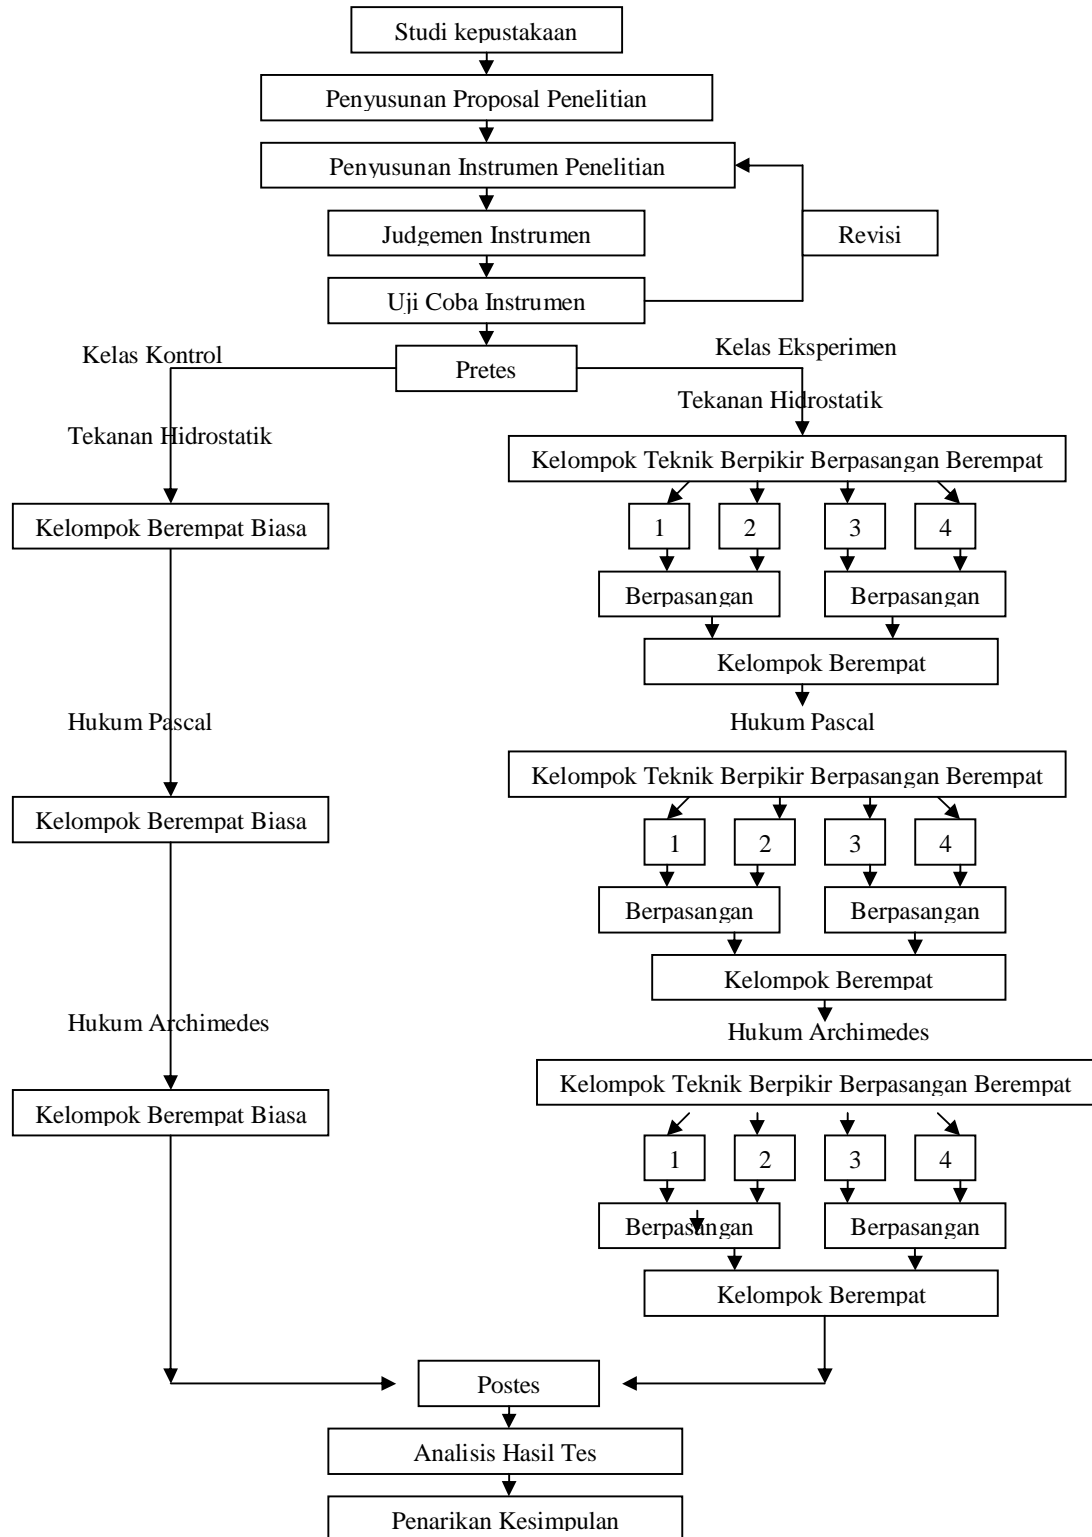 Studi kepustakaan
Penyusunan Proposal Penelitian
Penyusunan Instrumen Penelitian
Judgemen Instrumen
Revisi
Uji Coba Instrumen
Kelas Kontrol
Kelas Eksperimen
Pretes
Tekanan Hidrostatik
Tekanan Hidrostatik
Kelompok Teknik Berpikir Berpasangan Berempat
Kelompok Berempat Biasa
1 2 3 4
Berpasangan Berpasangan
Kelompok Berempat
Hukum Pascal
Hukum Pascal
Kelompok Teknik Berpikir Berpasangan Berempat
Kelompok Berempat Biasa
1 2 3 4
Berpasangan Berpasangan
Kelompok Berempat
Hukum Archimedes
Hukum Archimedes
Kelompok Teknik Berpikir Berpasangan Berempat
Kelompok Berempat Biasa
1 2 3 4
Berpasangan Berpasangan
Kelompok Berempat
Postes
Analisis Hasil Tes
Penarikan Kesimpulan